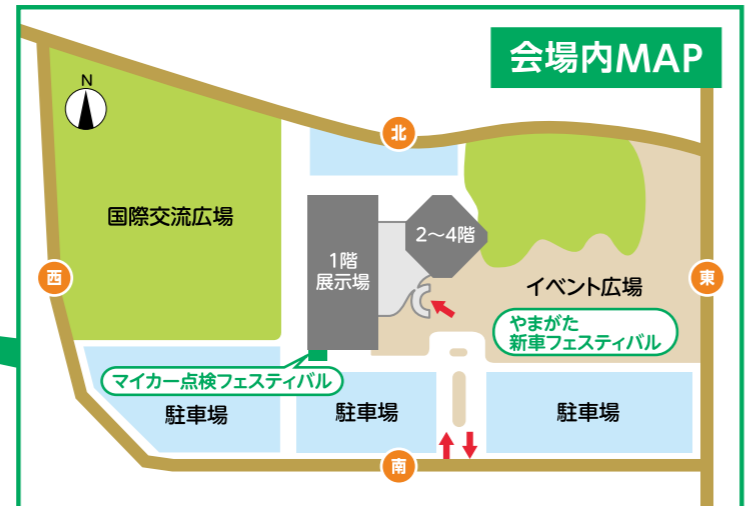 会場内MAP
N
北
国際交流広場
2〜4階
1階
展示場
西
イベント広場
東
やまがた
新車フェスティバル
マイカー点検フェスティバル
駐車場
駐車場
駐車場
南